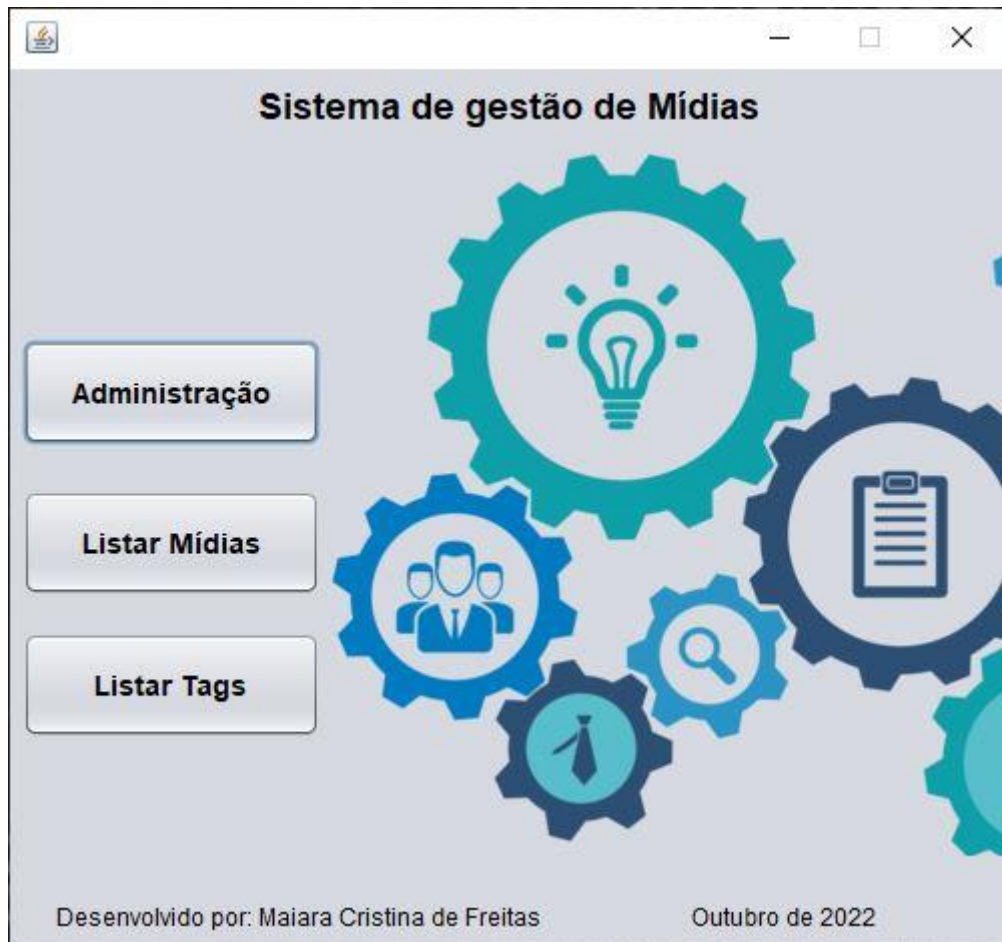 Sistema de gestão de Mídias
Administração
Listar Mídias
Listar Tags
Desenvolvido por: Maiara Cristina de Freitas
Outubro de 2022